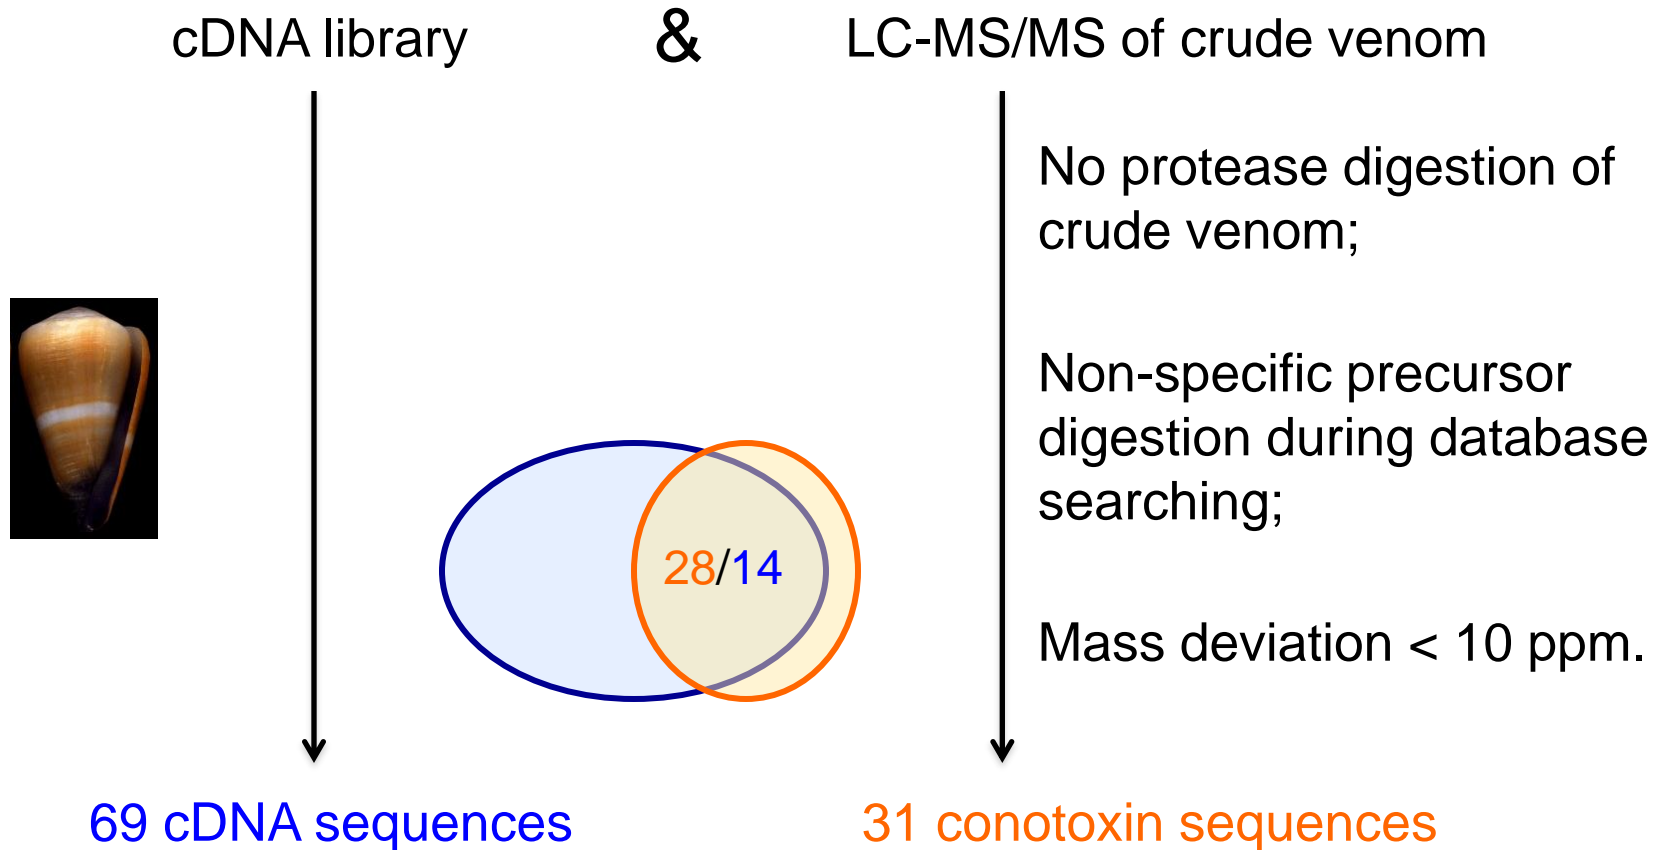 cDNA library & LC-MS/MS of crude venom
No protease digestion of
crude venom;
Non-specific precursor
digestion during database
searching;
28/14
Mass deviation < 10 ppm.
69 cDNA sequences
31 conotoxin sequences